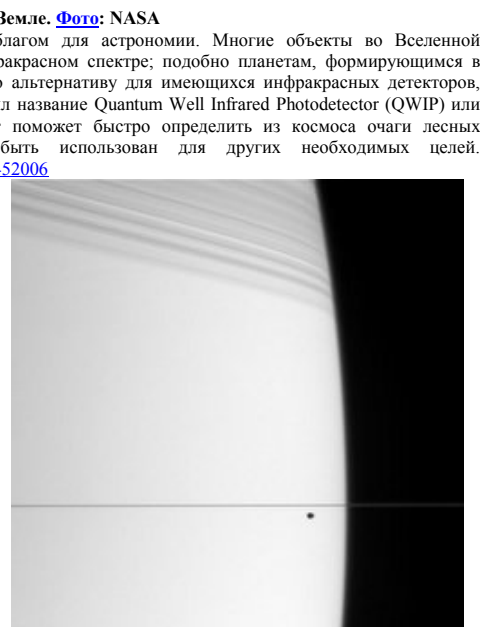 Земле. Фото: NASA
благом для астрономии. Многие объекты во Вселенной
ракрасном спектре; подобно планетам, формирующимся в
о альтернативу для имеющихся инфракрасных детекторов,
л название Quantum Well Infrared Photodetector (QWIP) или
т поможет быстро определить из космоса очаги лесных
быть использован для других необходимых целей.
52006